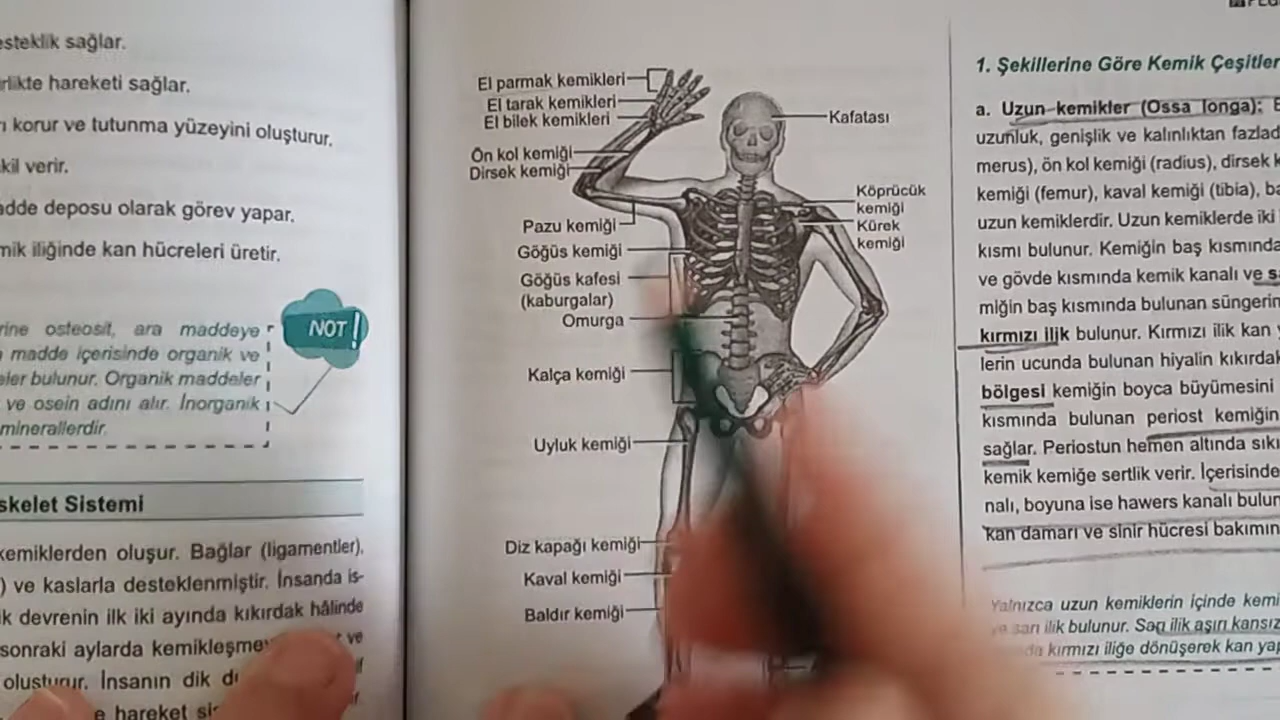 esteklik sağlar.
rlikte hareketi sağlar.
korur ve tutunma yüzeyini oluşturur.
kil verir.
adde deposu olarak görev yapar.
mik iliğinde kan hücreleri üretir.
rine osteosit, ara maddeye
madde içerisinde organik ve
eler bulunur. Organik maddeler
ve osein adını alır. İnorganik
minerallerdir.
NOT!
skelet Sistemi
kemiklerden oluşur. Bağlar (ligamentler),
) ve kaslarla desteklenmiştir. İnsanda is-
k devrenin ilk iki ayında kıkırdak hâlinde
sonraki aylarda kemikleşme ve
oluşturur. İnsanın dik
e hareket
El parmak kemikleri
El tarak kemikleri
El bilek kemikleri
Ön kol kemiği
Dirsek kemiği
Pazu kemiği
Göğüs kemiği
Göğüs kafesi
(kaburgalar)
Omurga
Kalça kemiği
Uyluk kemiği
Diz kapağı kemiği
Kaval kemiği
Baldır kemiği
Kafatası
Köprücük
kemiği
Kürek
kemiği
1. Şekillerine Göre Kemik Çeşitler
a. Uzun kemikler (Ossa longa):
uzunluk, genişlik ve kalınlıktan fazlad
merus), ön kol kemiği (radius), dirsek k
kemiği (femur), kaval kemiği (tibia), ba
uzun kemiklerdir. Uzun kemiklerde iki
kısmı bulunur. Kemiğin baş kısmında
ve gövde kısmında kemik kanalı ve s
miğin baş kısmında bulunan süngerin
kırmızı ilik bulunur. Kırmızı ilik kan
lerin ucunda bulunan hiyalin kıkırdak
bölgesi kemiğin boyca büyümesini
kısmında bulunan periost kemiğin
sağlar. Periostun hemen altında sıkı
kemik kemiğe sertlik verir. İçerisinde
nalı, boyuna ise hawers kanalı bulun
kan damarı ve sinir hücresi bakımın
Yalnızca uzun kemiklerin içinde kemi
ve sarı ilik bulunur. Sarı ilik aşırı kansız
da kırmızı iliğe dönüşerek kan yap